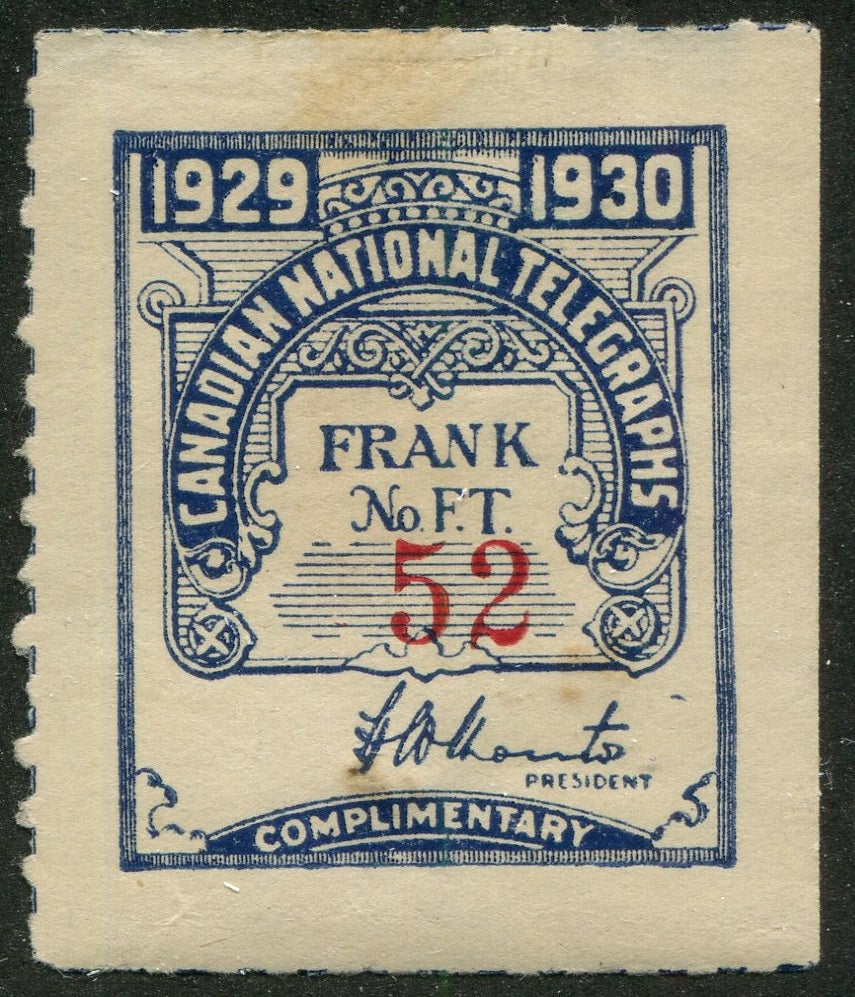 1929 1930
CANADIAN NATIONAL TELEGRAPHS
FRANK
No. F.T.
52
PRESIDENT
COMPLIMENTARY